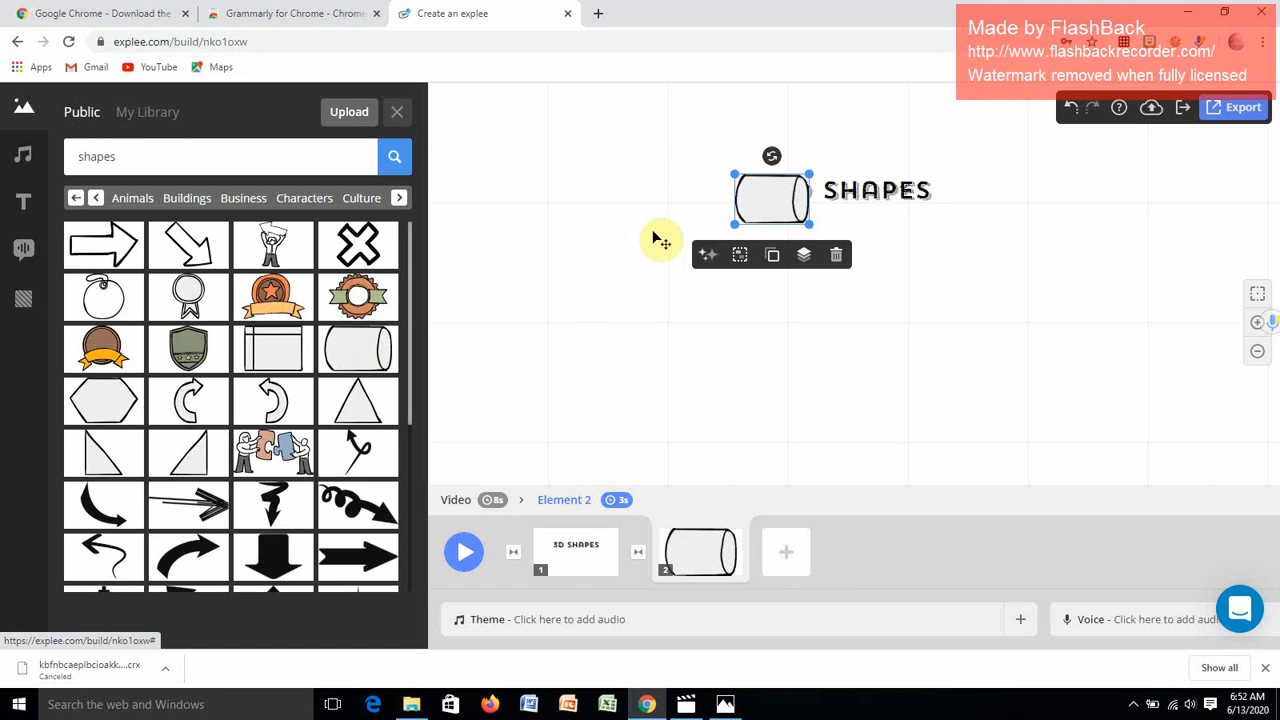 Google Chrome - Download the
Grammarly for Chrome - Chrome
Create an explee
Made by FlashBack
http://www.flashbackrecorder.com/
Watermark removed when fully licensed
explee.com/build/nko1oxw
Apps
Gmail
YouTube
Maps
Public
My Library
Upload
Export
shapes
Animals
Buildings
Business
Characters
Culture
SHAPES
Video
8s
Element 2
3s
3D SHAPES
1
2
Theme - Click here to add audio
Voice - Click here to add
https://explee.com/build/nko1oxw#
kbfnbcaeplbcioakk....crx
Canceled
Show all
Search the web and Windows
6:52 AM
6/13/2020